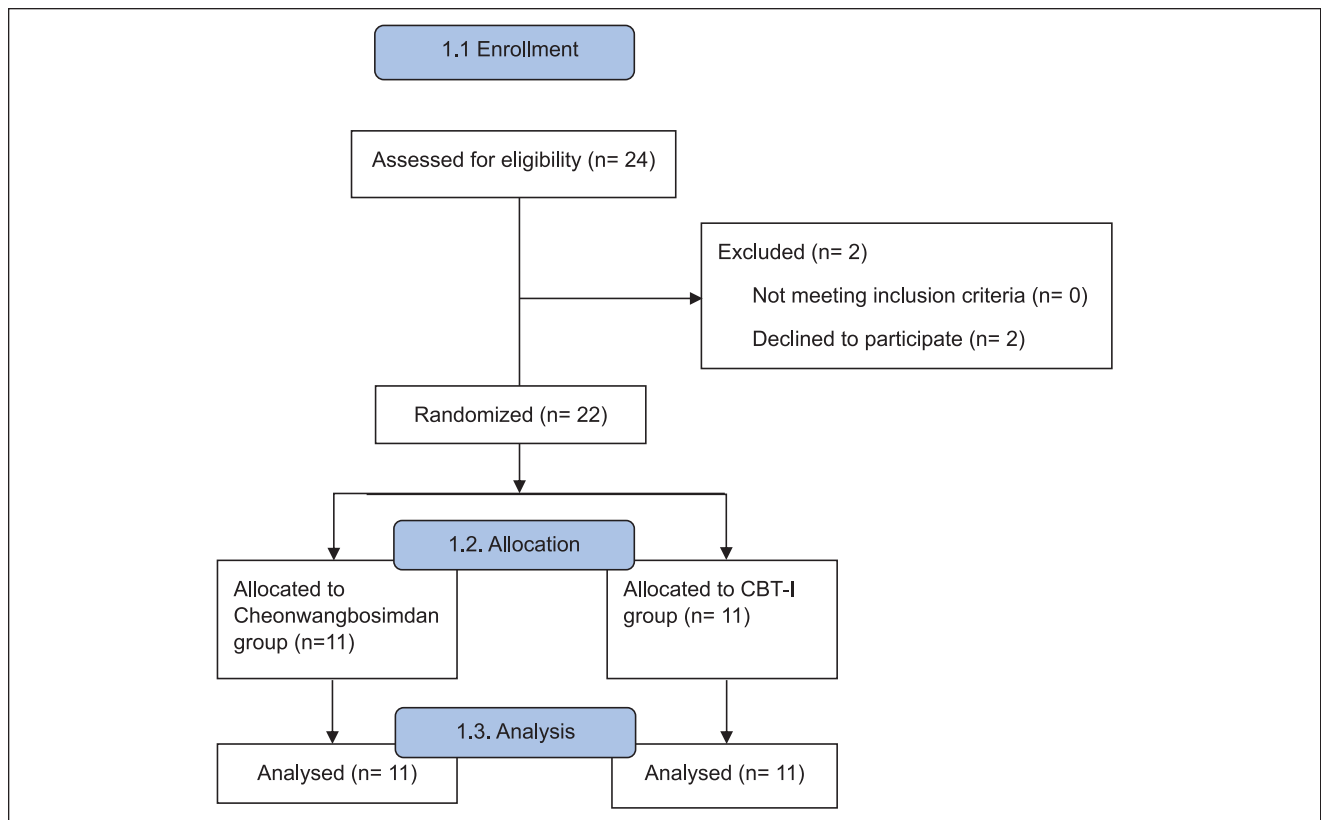 1.1 Enrollment
Assessed for eligibility (n= 24)
Excluded (n= 2)
Not meeting inclusion criteria (n= 0)
Declined to participate (n= 2)
Randomized (n= 22)
1.2. Allocation
Allocated to
Cheonwangbosimdan
group (n=11)
Allocated to CBT-I
group (n= 11)
1.3. Analysis
Analysed (n= 11)
Analysed (n= 11)